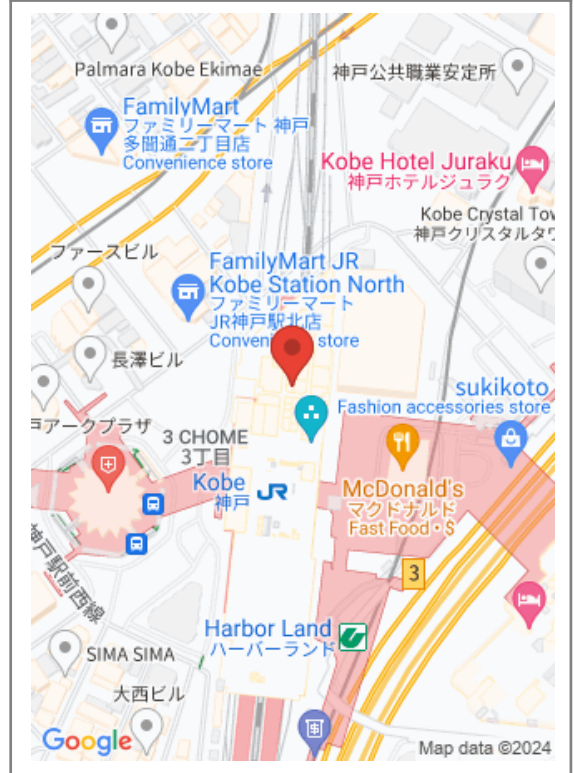 Palmara Kobe Ekimae
神戸公共職業安定所
FamilyMart
ファミリーマート 神戸
多聞通二丁目店
Convenience store
Kobe Hotel Juraku
神戸ホテルジュラク
Kobe Crystal Tow
神戸クリスタルタワ
ファースビル
FamilyMart JR
Kobe Station North
ファミリーマート
JR神戸駅北店
store
長澤ビル
sukikoto
Fashion accessories store
戸アークプラザ
3 CHOME
3丁目
Kobe
神戸
JR
McDonald's
マクドナルド
Fast Food・$
3
神戸駅前西線
Harbor Land
ハーバーランド
SIMA SIMA
大西ビル
Google
Map data ©2024